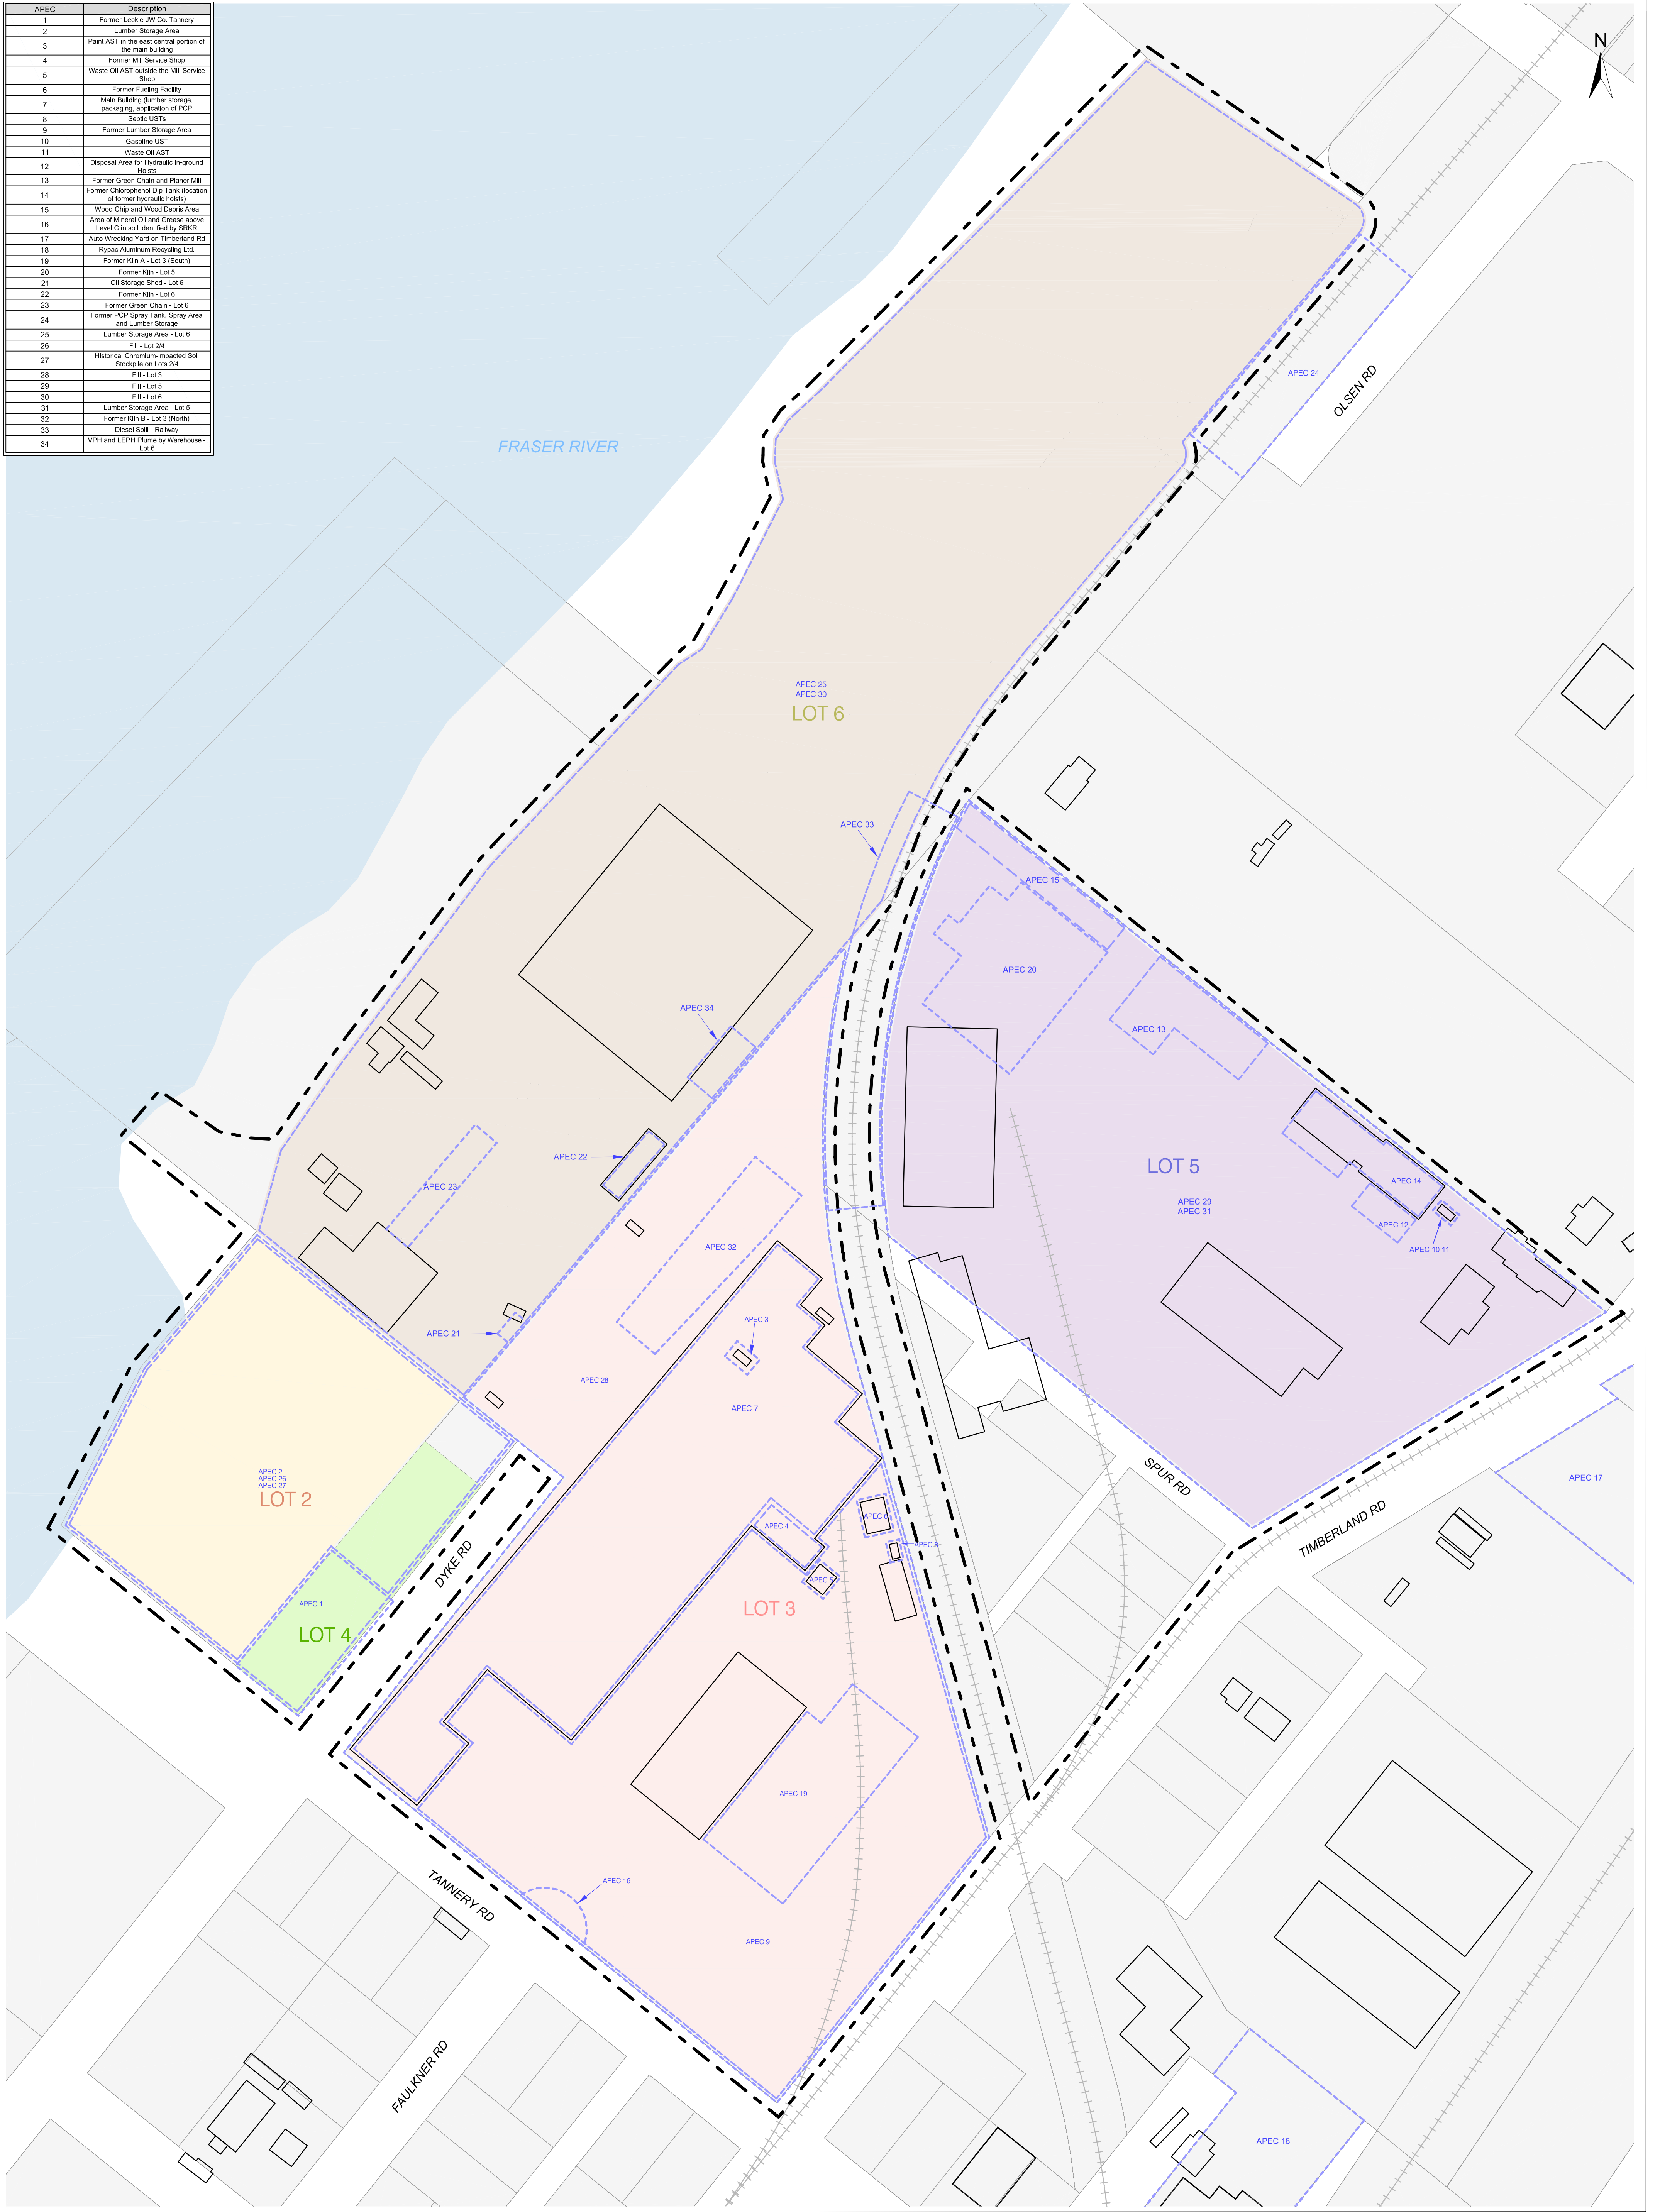 APEC Description
1 Former Leckie JW Co. Tannery
2 Lumber Storage Area
3 Paint AST in the east central portion of
the main building
4 Former Mill Service Shop
5 Waste Oil AST outside the Mill Service
Shop
6 Former Fueling Facility
7 Main Building (lumber storage,
packaging, application of PCP
8 Septic USTs
9 Former Lumber Storage Area
10 Gasoline UST
11 Waste Oil AST
12 Disposal Area for Hydraulic In-ground
Hoists
13 Former Green Chain and Planer Mill
14 Former Chlorophenol Dip Tank (location
of former hydraulic hoists)
15 Wood Chip and Wood Debris Area
16 Area of Mineral Oil and Grease above
Level C in soil identified by SRKR
17 Auto Wrecking Yard on Timberland Rd
18 Rypac Aluminum Recycling Ltd.
19 Former Kiln A - Lot 3 (South)
20 Former Kiln - Lot 5
21 Oil Storage Shed - Lot 6
22 Former Kiln - Lot 6
23 Former Green Chain - Lot 6
24 Former PCP Spray Tank, Spray Area
and Lumber Storage
25 Lumber Storage Area - Lot 6
26 Fill - Lot 2/4
27 Historical Chromium-impacted Soil
Stockpile on Lots 2/4
28 Fill - Lot 3
29 Fill - Lot 5
30 Fill - Lot 6
31 Lumber Storage Area - Lot 5
32 Former Kiln B - Lot 3 (North)
33 Diesel Spill - Railway
34 VPH and LEPH Plume by Warehouse -
Lot 6
N
APEC 24
OLSEN RD
FRASER RIVER
APEC 25
APEC 30
LOT 6
APEC 33
APEC 15
APEC 20
APEC 34
APEC 13
APEC 22
LOT 5
APEC 14
APEC 23
APEC 29
APEC 31
APEC 12
APEC 32
APEC 10 11
APEC 3
APEC 21
APEC 28
APEC 7
APEC 2
APEC 26
APEC 27
LOT 2
SPUR RD
APEC 17
TIMBERLAND RD
APEC 6
APEC 4
APEC 8
DYKE RD
APEC 5
APEC 1
LOT 3
LOT 4
APEC 19
APEC 16
TANNERY RD
APEC 9
FAULKNER RD
APEC 18